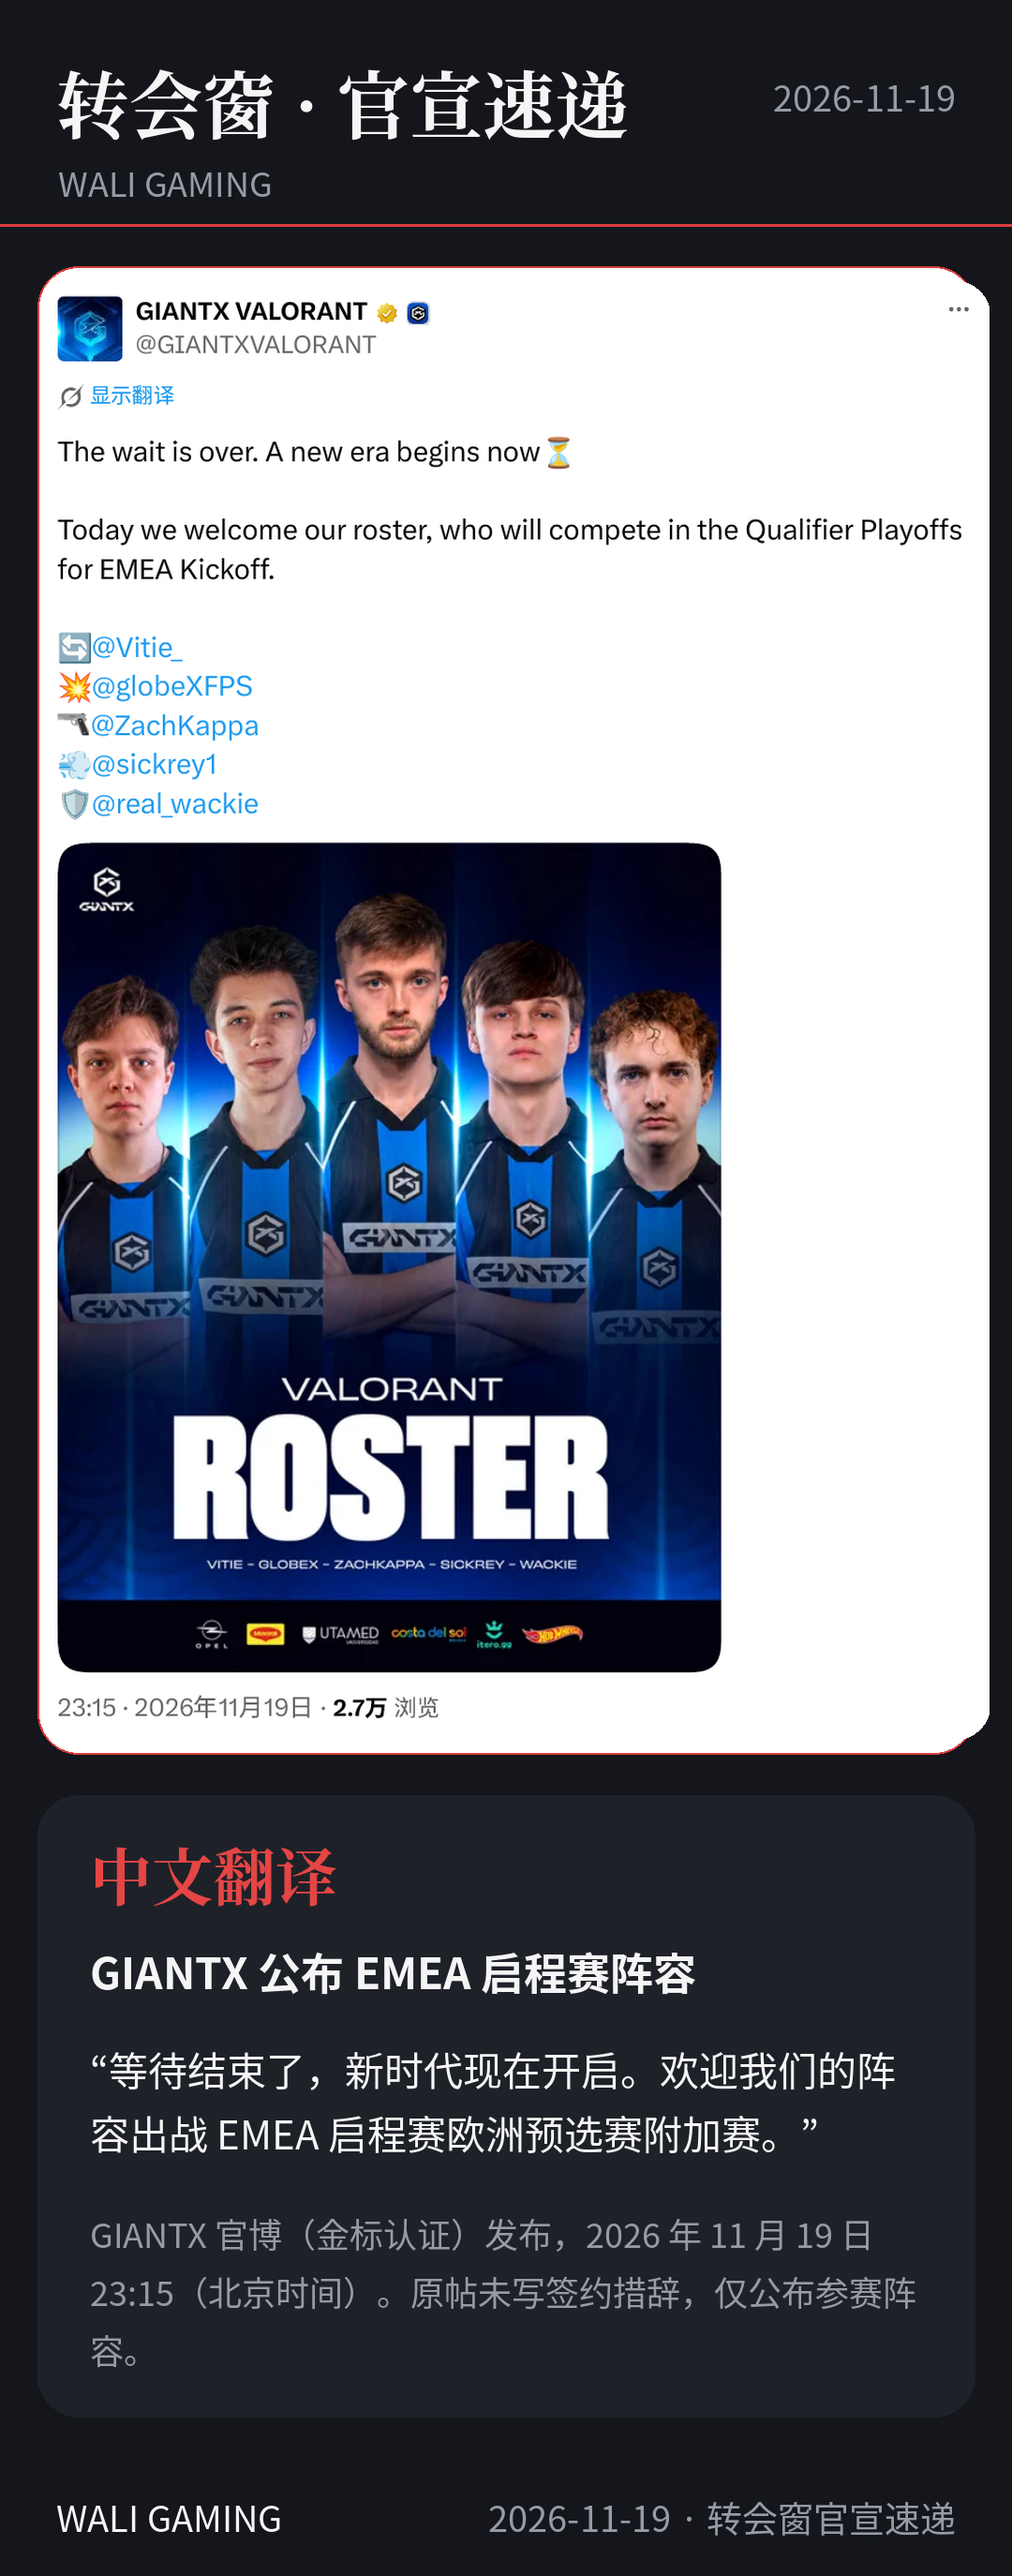 转会窗 · 官宣速递
2026-11-19
WALI GAMING
GIANTX VALORANT
@GIANTXVALORANT
显示翻译
The wait is over. A new era begins now⏳
Today we welcome our roster, who will compete in the Qualifier Playoffs
for EMEA Kickoff.
🔄@Vitie_
💥@globeXFPS
🔫@ZachKappa
💨@sickrey1
🛡️@real_wackie
GIANTX
GIANTX
GIANTX
GIANTX
GIANTX
GIANTX
VALORANT
ROSTER
VITIE – GLOBEX – ZACHKAPPA – SICKREY – WACKIE
OPEL
Maggi
UTAMED
costa del sol
itero.gg
Hot Wheels
23:15 · 2026年11月19日 · 2.7万 浏览
中文翻译
GIANTX 公布 EMEA 启程赛阵容
“等待结束了，新时代现在开启。欢迎我们的阵
容出战 EMEA 启程赛欧洲预选赛附加赛。”
GIANTX 官博（金标认证）发布，2026 年 11 月 19 日
23:15（北京时间）。原帖未写签约措辞，仅公布参赛阵
容。
WALI GAMING
2026-11-19 · 转会窗官宣速递